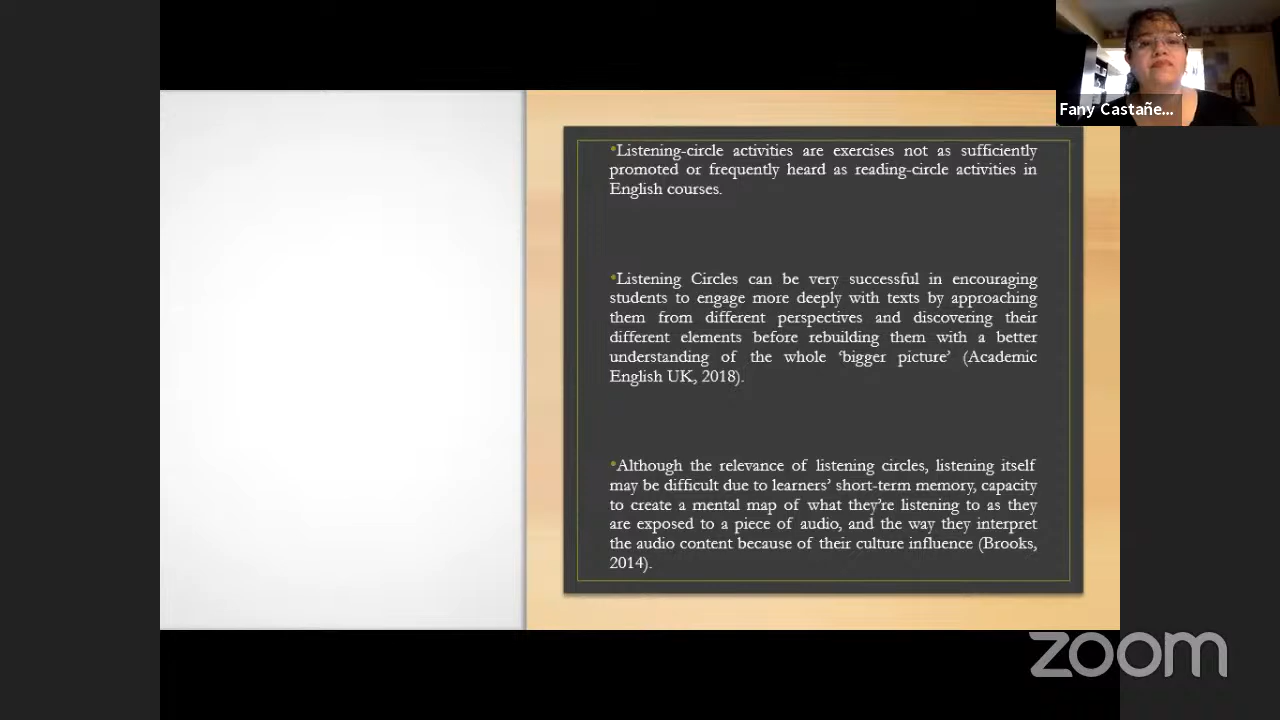 Fany Castañe...
•Listening-circle activities are exercises not as sufficiently
promoted or frequently heard as reading-circle activities in
English courses.
•Listening Circles can be very successful in encouraging
students to engage more deeply with texts by approaching
them from different perspectives and discovering their
different elements before rebuilding them with a better
understanding of the whole ‘bigger picture’ (Academic
English UK, 2018).
•Although the relevance of listening circles, listening itself
may be difficult due to learners’ short-term memory, capacity
to create a mental map of what they’re listening to as they
are exposed to a piece of audio, and the way they interpret
the audio content because of their culture influence (Brooks,
2014).
zoom